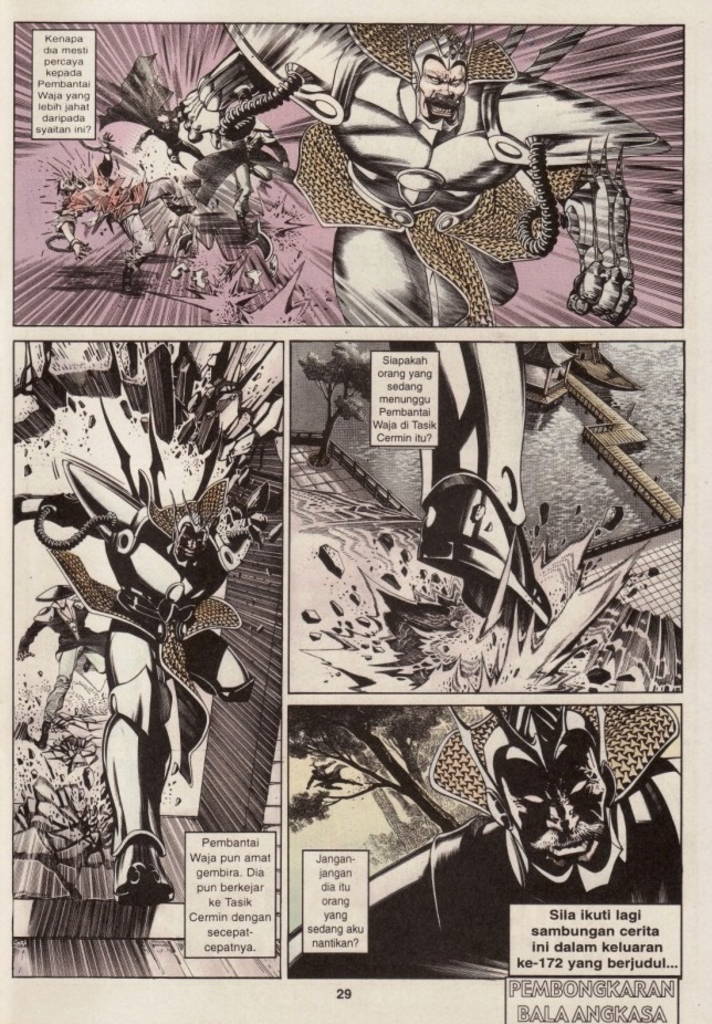 Kenapa
dia mesti
percaya
kepada
Pembantai
Waja yang
lebih jahat
daripada
syaitan ini?
Siapakah
orang yang
sedang
menunggu
Pembantai
Waja di Tasik
Cermin itu?
Pembantai
Waja pun amat
gembira. Dia
pun berkejar
ke Tasik
Cermin dengan
secepat-
cepatnya.
Jangan-
jangan
dia itu
orang
yang
sedang aku
nantikan?
Sila ikuti lagi
sambungan cerita
ini dalam keluaran
ke-172 yang berjudul...
PEMBONGKARAN
BALA ANGKASA
29